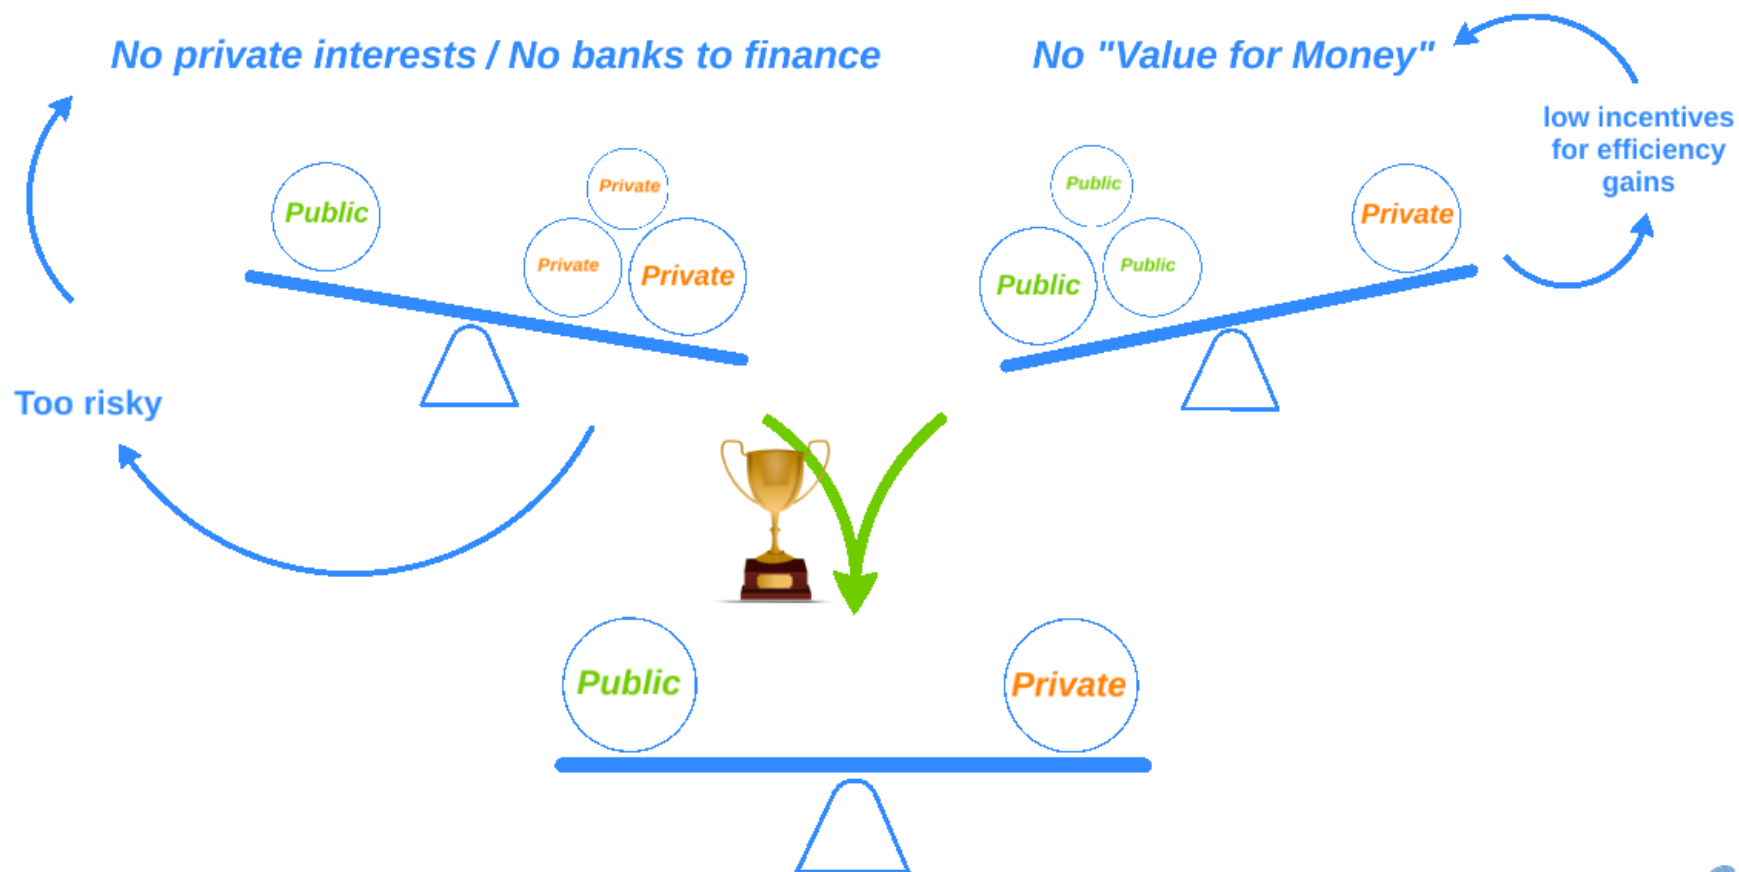 No private interests / No banks to finance
No "Value for Money"
low incentives
for efficiency
gains
Public
Private
Private
Private
Public
Public
Public
Private
Too risky
Public
Private